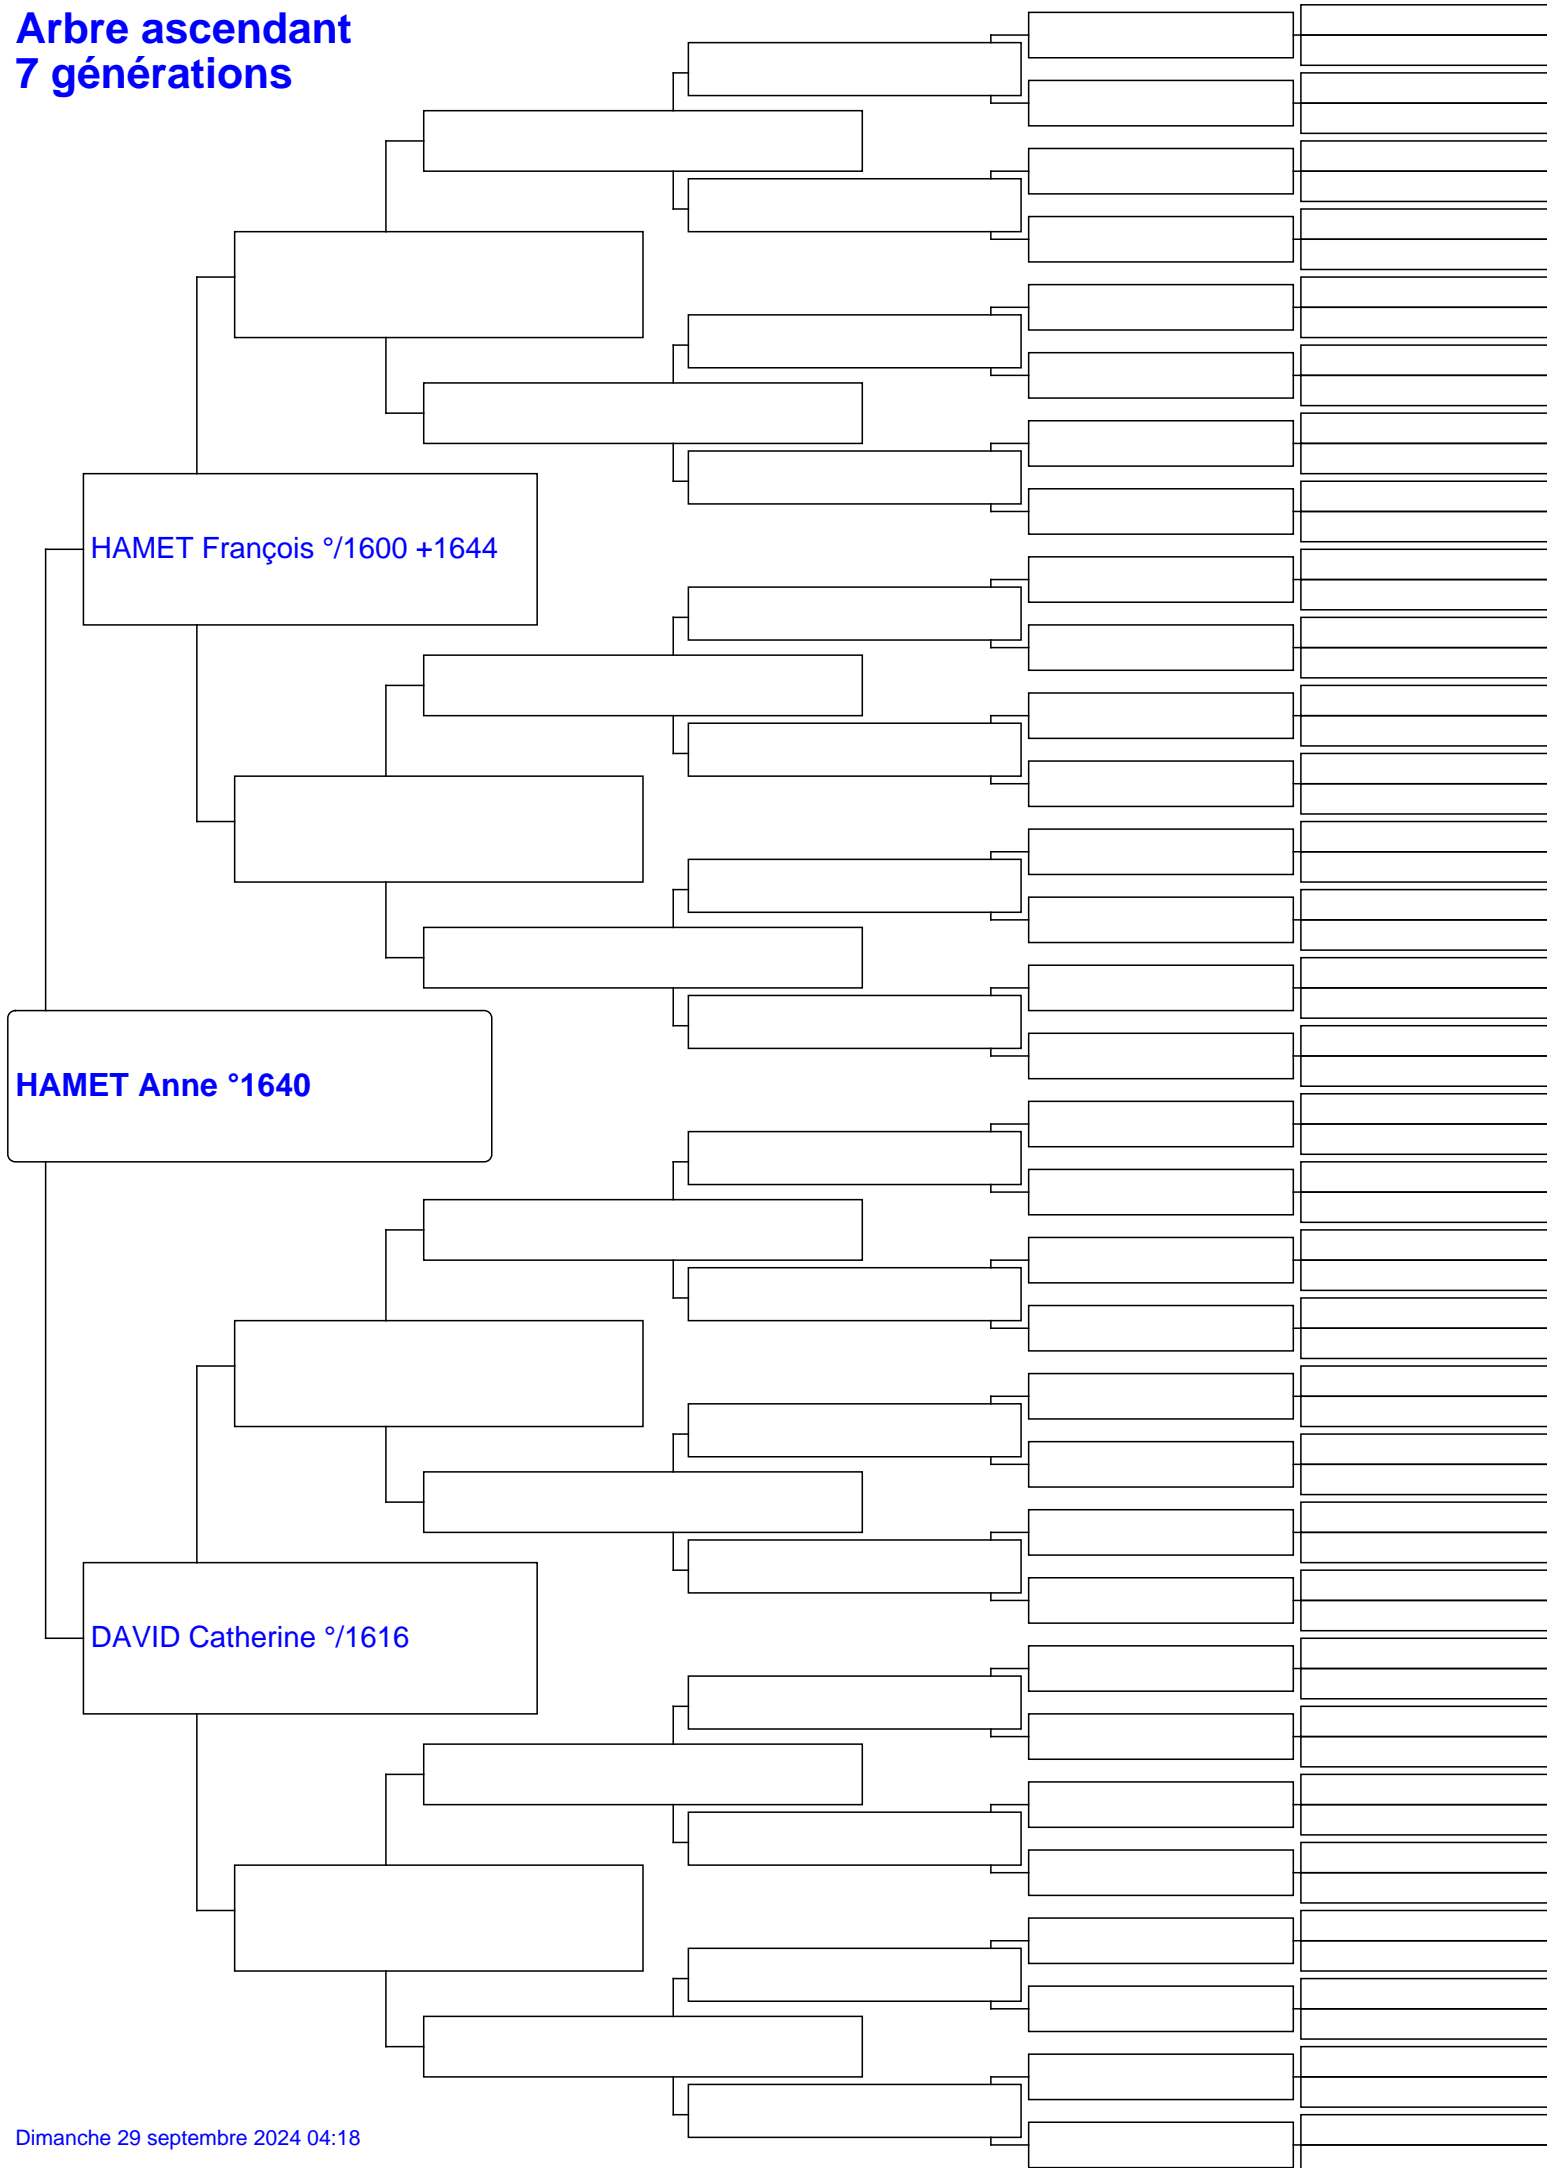 Arbre ascendant
7 générations
HAMET François °/1600 +1644
HAMET Anne °1640
DAVID Catherine °/1616
Dimanche 29 septembre 2024 04:18